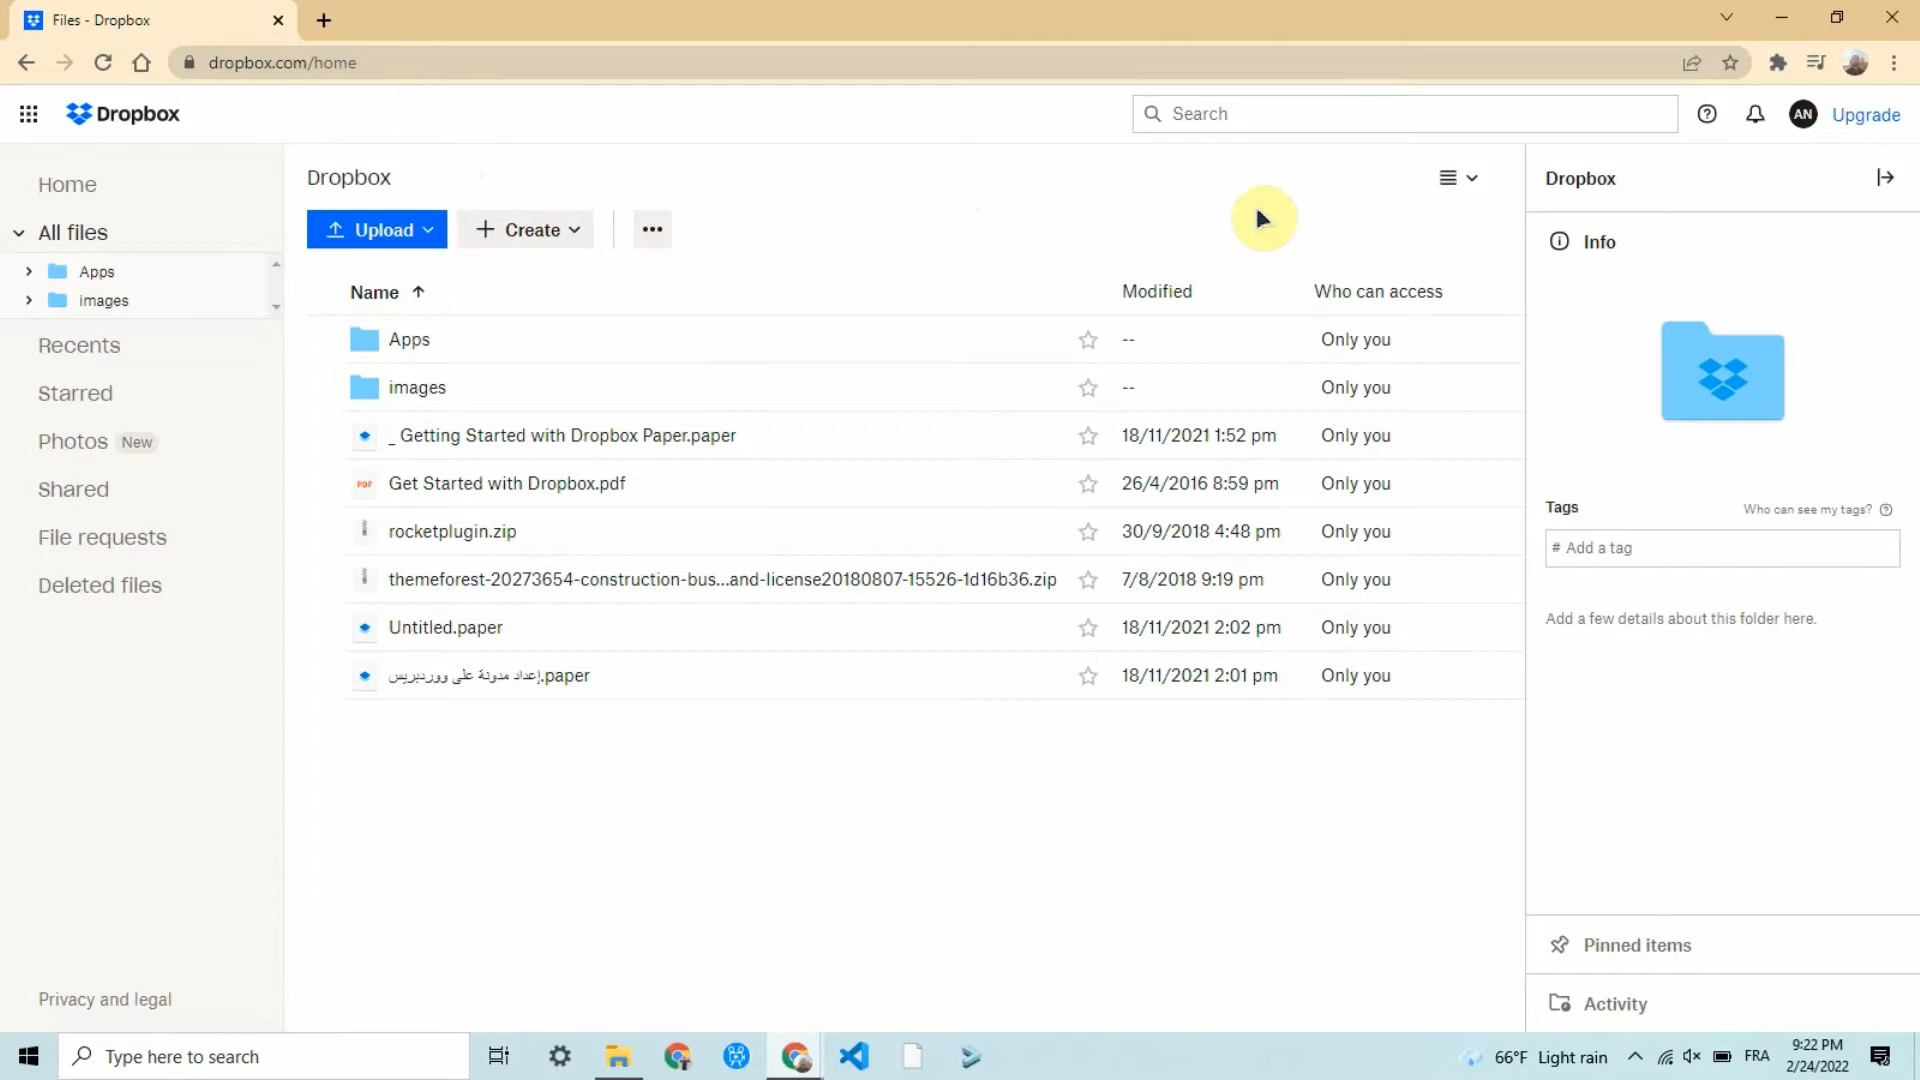 Files - Dropbox
dropbox.com/home
Dropbox
Search
AN
Upgrade
Home
All files
Apps
images
Recents
Starred
Photos New
Shared
File requests
Deleted files
Privacy and legal
Dropbox
Upload
Create
Name
Modified
Who can access
Apps -- Only you
images -- Only you
_ Getting Started with Dropbox Paper.paper 18/11/2021 1:52 pm Only you
PDF Get Started with Dropbox.pdf 26/4/2016 8:59 pm Only you
rocketplugin.zip 30/9/2018 4:48 pm Only you
themeforest-20273654-construction-bus...and-license20180807-15526-1d16b36.zip 7/8/2018 9:19 pm Only you
Untitled.paper 18/11/2021 2:02 pm Only you
إعداد مدونة على ووردبريس.paper 18/11/2021 2:01 pm Only you
Dropbox
Info
Tags
Who can see my tags?
# Add a tag
Add a few details about this folder here.
Pinned items
Activity
Type here to search
66°F Light rain
FRA
9:22 PM
2/24/2022